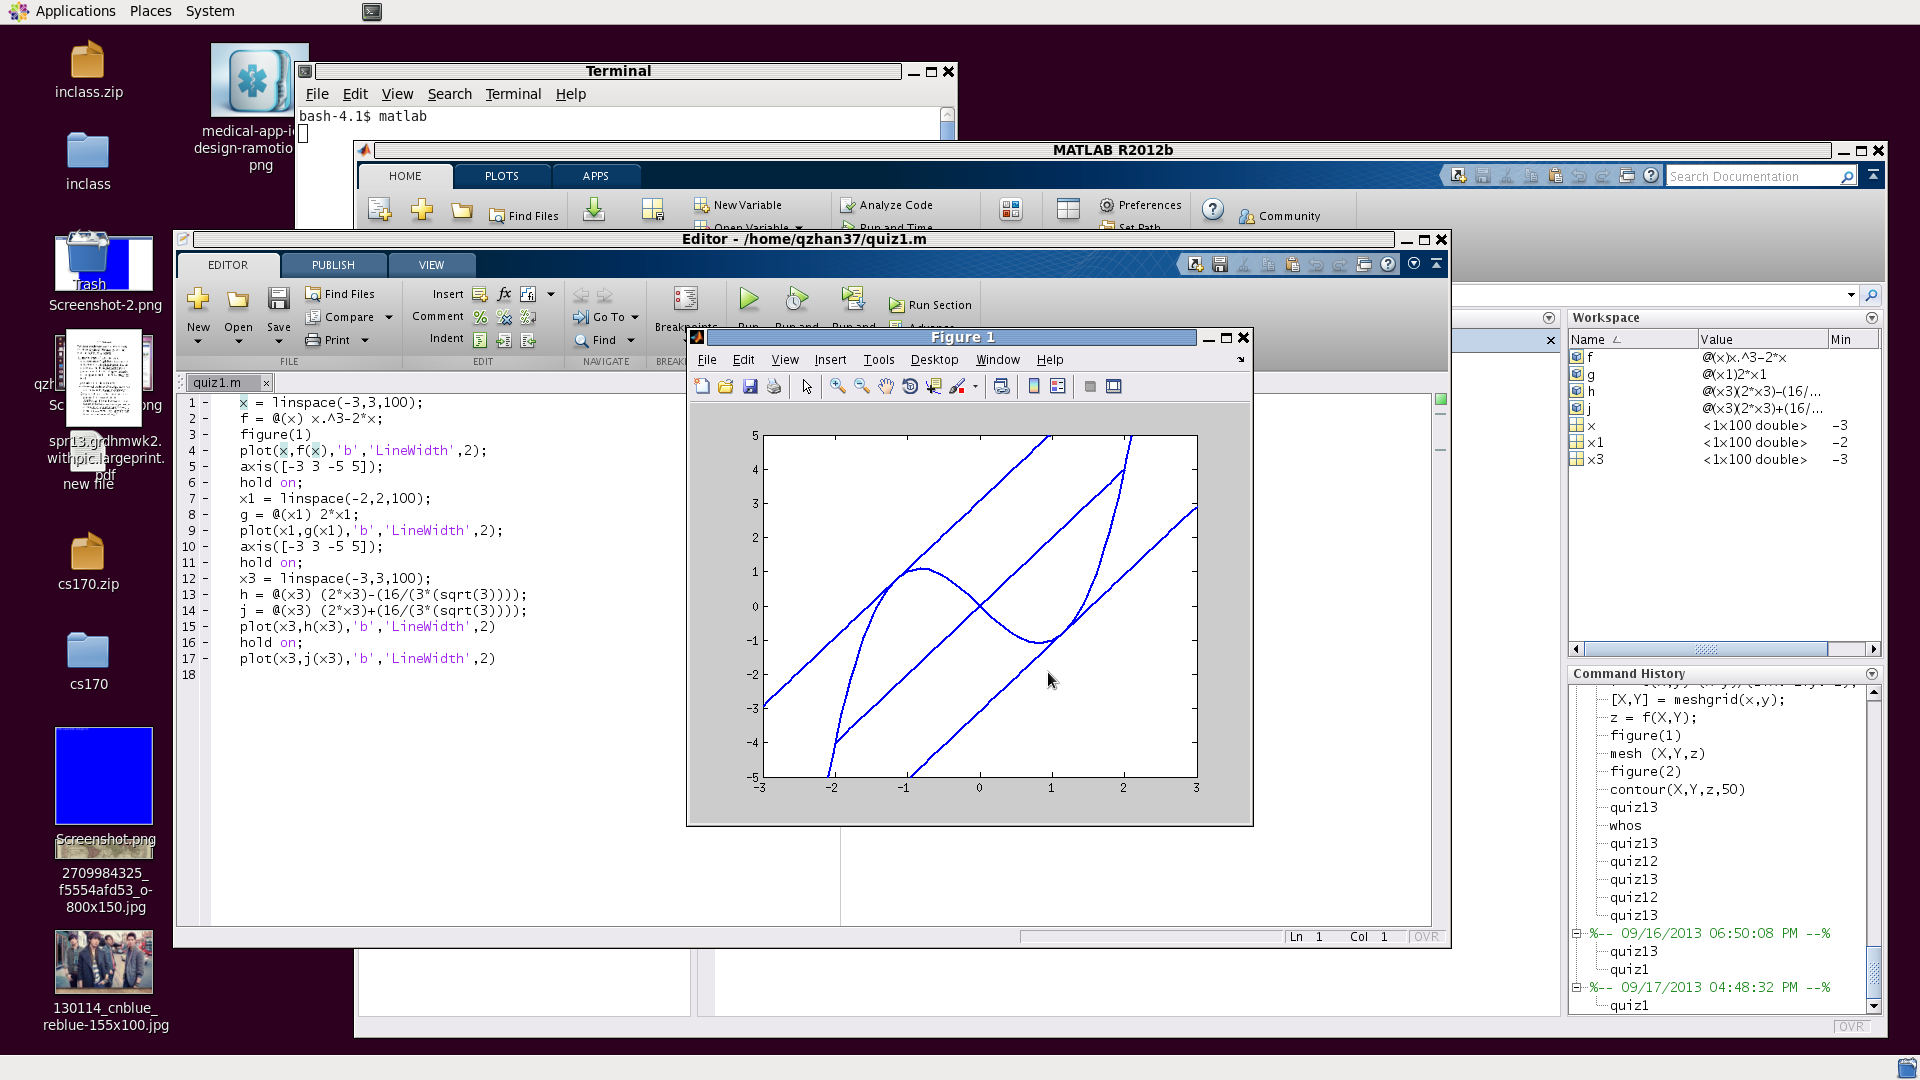 Applications Places System
inclass.zip
inclass
medical-app-i
design-ramotio
png
Trash
Screenshot-2.png
spr13.grdhmwk2.
withpic.largeprint.
pdf
new file
cs170.zip
cs170
Screenshot.png
2709984325_
f5554afd53_o-
800x150.jpg
130114_cnblue_
reblue-155x100.jpg
Terminal
File Edit View Search Terminal Help
bash-4.1$ matlab
MATLAB R2012b
HOME PLOTS APPS
Search Documentation
Find Files
New Variable
Analyze Code
Preferences
Community
Open Variable
Run and Time
Set Path
Editor - /home/qzhan37/quiz1.m
EDITOR PUBLISH VIEW
New Open Save
Find Files
Compare
Print
FILE
Insert
Comment
Indent
EDIT
Go To
Find
NAVIGATE
Run Section
quiz1.m ×
1 - x = linspace(-3,3,100);
2 - f = @(x) x.^3-2*x;
3 - figure(1)
4 - plot(x,f(x),'b','LineWidth',2);
5 - axis([-3 3 -5 5]);
6 - hold on;
7 - x1 = linspace(-2,2,100);
8 - g = @(x1) 2*x1;
9 - plot(x1,g(x1),'b','LineWidth',2);
10 - axis([-3 3 -5 5]);
11 - hold on;
12 - x3 = linspace(-3,3,100);
13 - h = @(x3) (2*x3)-(16/(3*(sqrt(3))));
14 - j = @(x3) (2*x3)+(16/(3*(sqrt(3))));
15 - plot(x3,h(x3),'b','LineWidth',2)
16 - hold on;
17 - plot(x3,j(x3),'b','LineWidth',2)
18
Ln 1 Col 1 OVR
Figure 1
File Edit View Insert Tools Desktop Window Help
5
4
3
2
1
0
-1
-2
-3
-4
-5
-3 -2 -1 0 1 2 3
Workspace
Name Value Min
f @(x)x.^3-2*x
g @(x1)2*x1
h @(x3)(2*x3)-(16/...
j @(x3)(2*x3)+(16/...
x <1x100 double> -3
x1 <1x100 double> -2
x3 <1x100 double> -3
Command History
[X,Y] = meshgrid(x,y);
z = f(X,Y);
figure(1)
mesh (X,Y,z)
figure(2)
contour(X,Y,z,50)
quiz13
whos
quiz13
quiz12
quiz13
quiz12
quiz13
%-- 09/16/2013 06:50:08 PM --%
quiz13
quiz1
%-- 09/17/2013 04:48:32 PM --%
quiz1
OVR